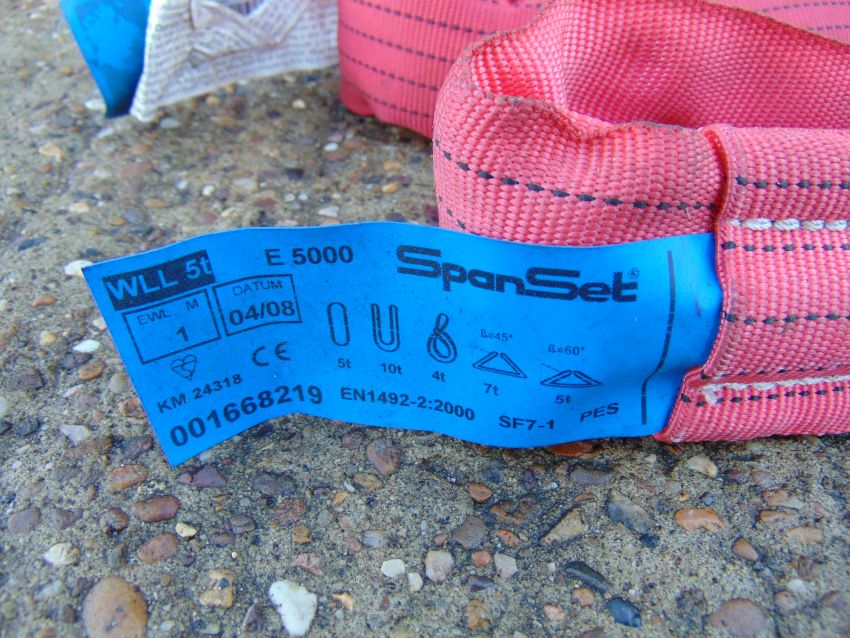 WLL 5t
E 5000
SpanSet®
EWL M
1
DATUM
04/08
5t
10t
4t
ß≤45°
7t
ß≤60°
5t
CE
KM 24318
001668219
EN1492-2:2000
SF7-1
PES